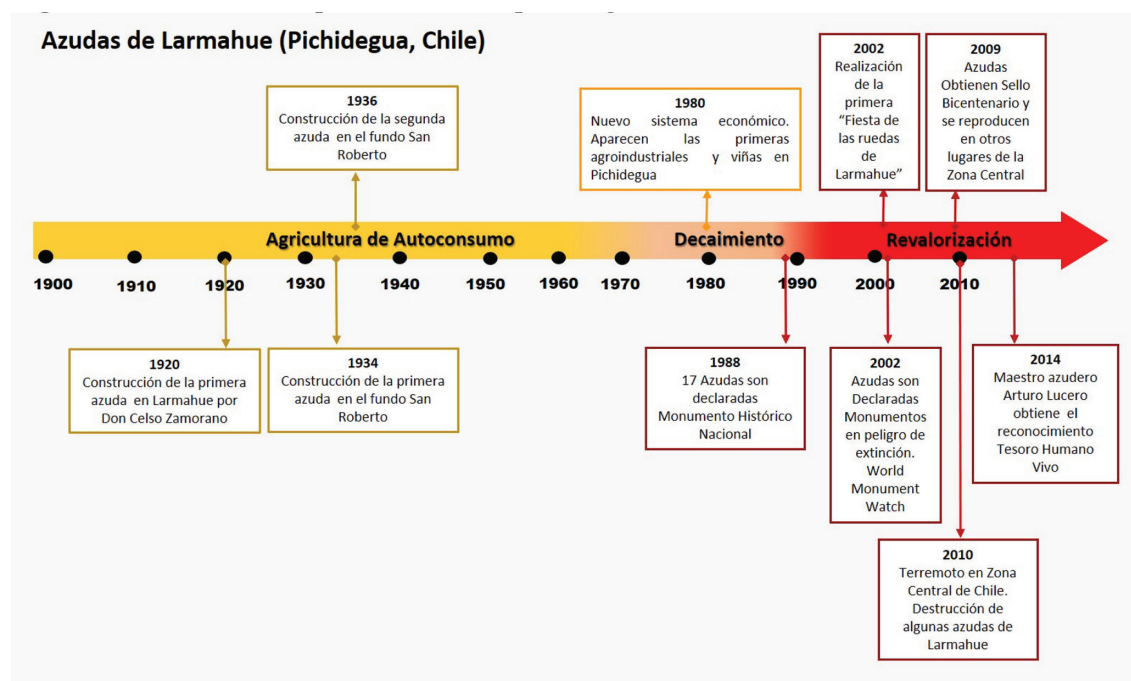 Azudas de Larmahue (Pichidegua, Chile)
1936
Construcción de la segunda
azuda en el fundo San
Roberto
1980
Nuevo sistema económico.
Aparecen las primeras
agroindustriales y viñas en
Pichidegua
2002
Realización
de la
primera
“Fiesta de
las ruedas
de
Larmahue”
2009
Azudas
Obtienen Sello
Bicentenario y
se reproducen
en otros
lugares de la
Zona Central
Agricultura de Autoconsumo
Decaimiento
Revalorización
1900 1910 1920 1930 1940 1950 1960 1970 1980 1990 2000 2010
1920
Construcción de la primera
azuda en Larmahue por
Don Celso Zamorano
1934
Construcción de la primera
azuda en el fundo San
Roberto
1988
17 Azudas son
declaradas
Monumento Histórico
Nacional
2002
Azudas son
Declaradas
Monumentos
en peligro de
extinción.
World
Monument
Watch
2014
Maestro azudero
Arturo Lucero
obtiene el
reconocimiento
Tesoro Humano
Vivo
2010
Terremoto en Zona
Central de Chile.
Destrucción de
algunas azudas de
Larmahue